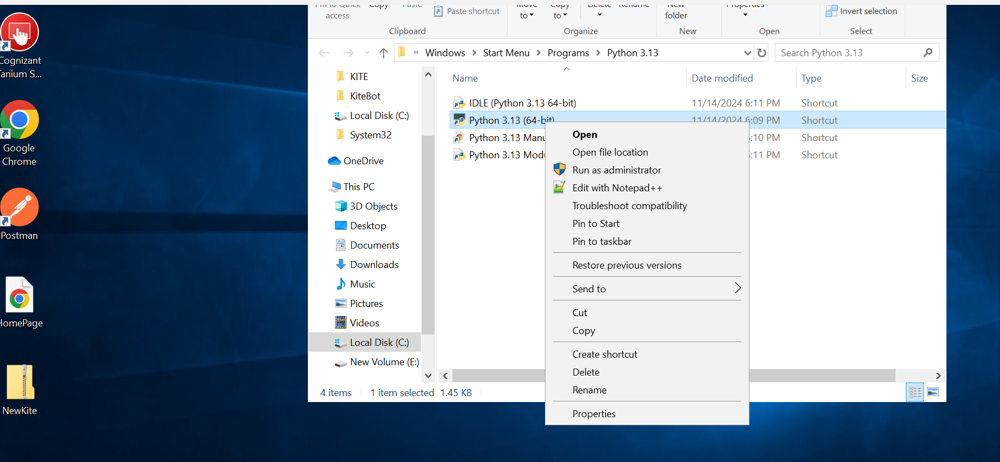 Cognizant
Tanium S...
Google
Chrome
Postman
HomePage
NewKite
Pin to Quick
access
Copy
Paste
Paste shortcut
Clipboard
Move
to
Copy
to
Delete
Rename
Organize
New
folder
New
Properties
Open
Invert selection
Select
« Windows > Start Menu > Programs > Python 3.13
Search Python 3.13
KITE
KiteBot
Local Disk (C:)
System32
OneDrive
This PC
3D Objects
Desktop
Documents
Downloads
Music
Pictures
Videos
Local Disk (C:)
New Volume (E:)
Name Date modified Type Size
IDLE (Python 3.13 64-bit) 11/14/2024 6:11 PM Shortcut
Python 3.13 (64-bit) 11/14/2024 6:09 PM Shortcut
Python 3.13 Manu :10 PM Shortcut
Python 3.13 Modu :11 PM Shortcut
Open
Open file location
Run as administrator
Edit with Notepad++
Troubleshoot compatibility
Pin to Start
Pin to taskbar
Restore previous versions
Send to
Cut
Copy
Create shortcut
Delete
Rename
Properties
4 items 1 item selected 1.45 KB